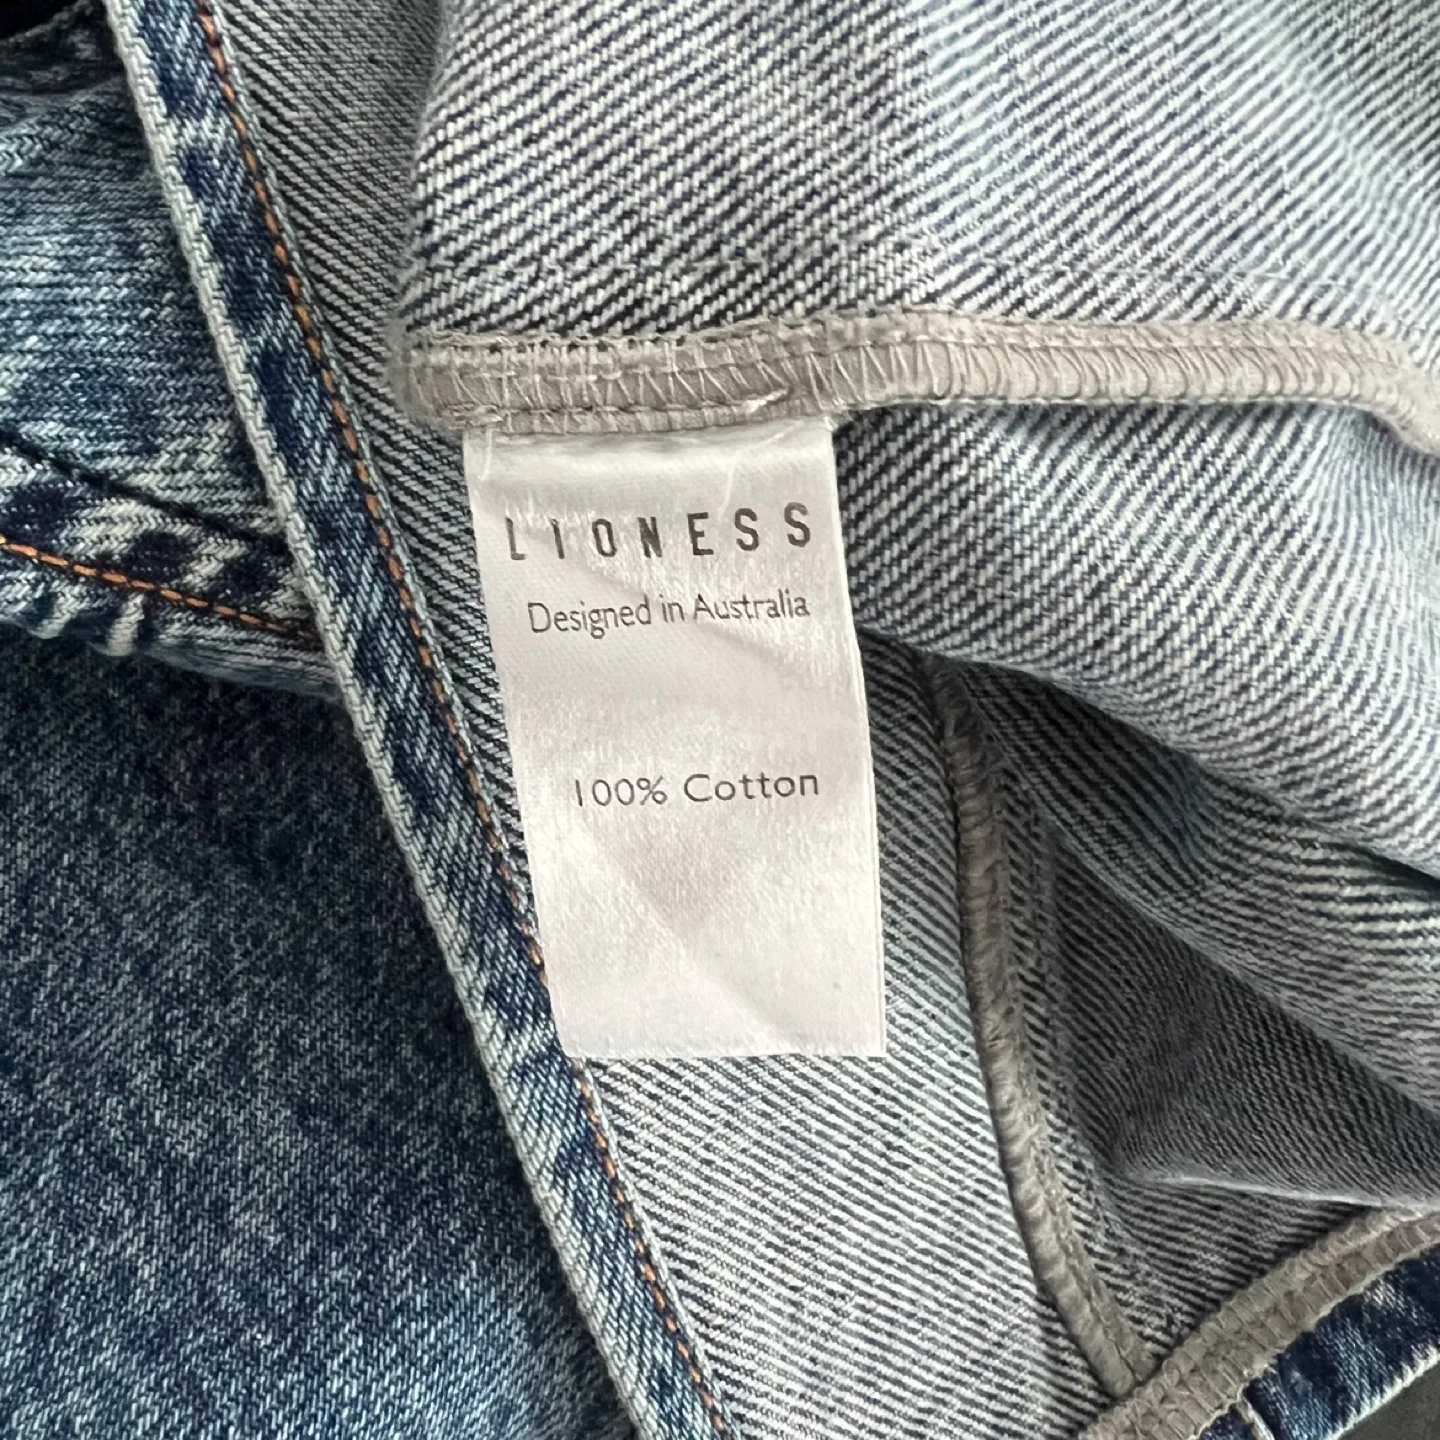 LIONESS
Designed in Australia
100% Cotton